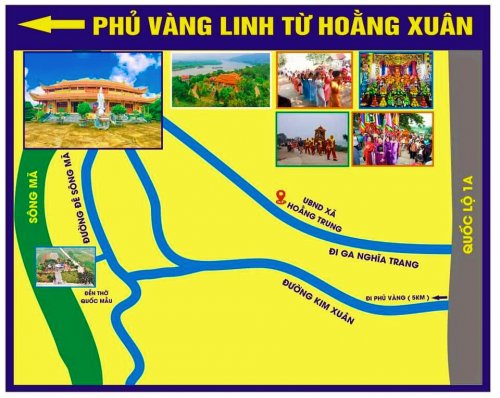 PHỦ VÀNG LINH TỪ HOẰNG XUÂN
SÔNG MÃ
ĐƯỜNG ĐÊ SÔNG MÃ
UBND XÃ
HOẰNG TRUNG
QUỐC LỘ 1A
ĐI GA NGHĨA TRANG
ĐƯỜNG KIM XUÂN
ĐI PHỦ VÀNG ( 5KM )
ĐỀN THỜ
QUỐC MẪU